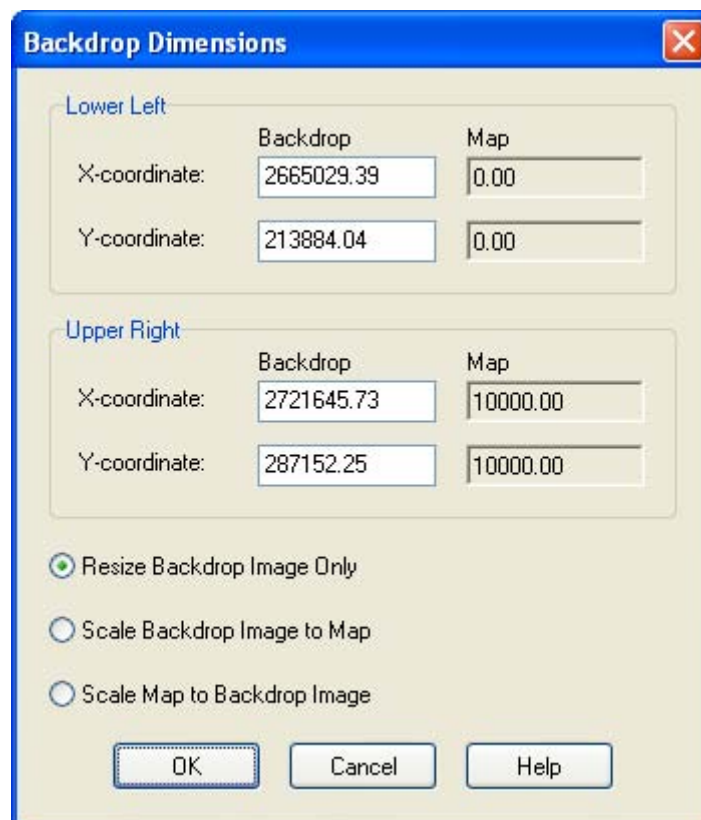 Backdrop Dimensions
Lower Left
Backdrop Map
X-coordinate: 2665029.39 0.00
Y-coordinate: 213884.04 0.00
Upper Right
Backdrop Map
X-coordinate: 2721645.73 10000.00
Y-coordinate: 287152.25 10000.00
Resize Backdrop Image Only
Scale Backdrop Image to Map
Scale Map to Backdrop Image
OK Cancel Help